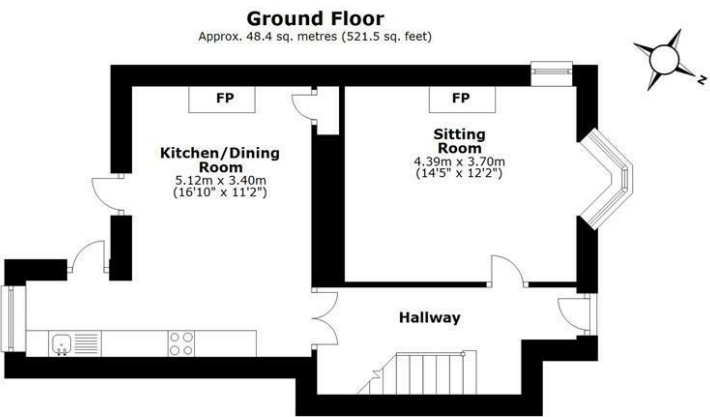 Ground Floor
Approx. 48.4 sq. metres (521.5 sq. feet)
N
FP
FP
Kitchen/Dining
Room
5.12m x 3.40m
(16'10" x 11'2")
Sitting
Room
4.39m x 3.70m
(14'5" x 12'2")
Hallway